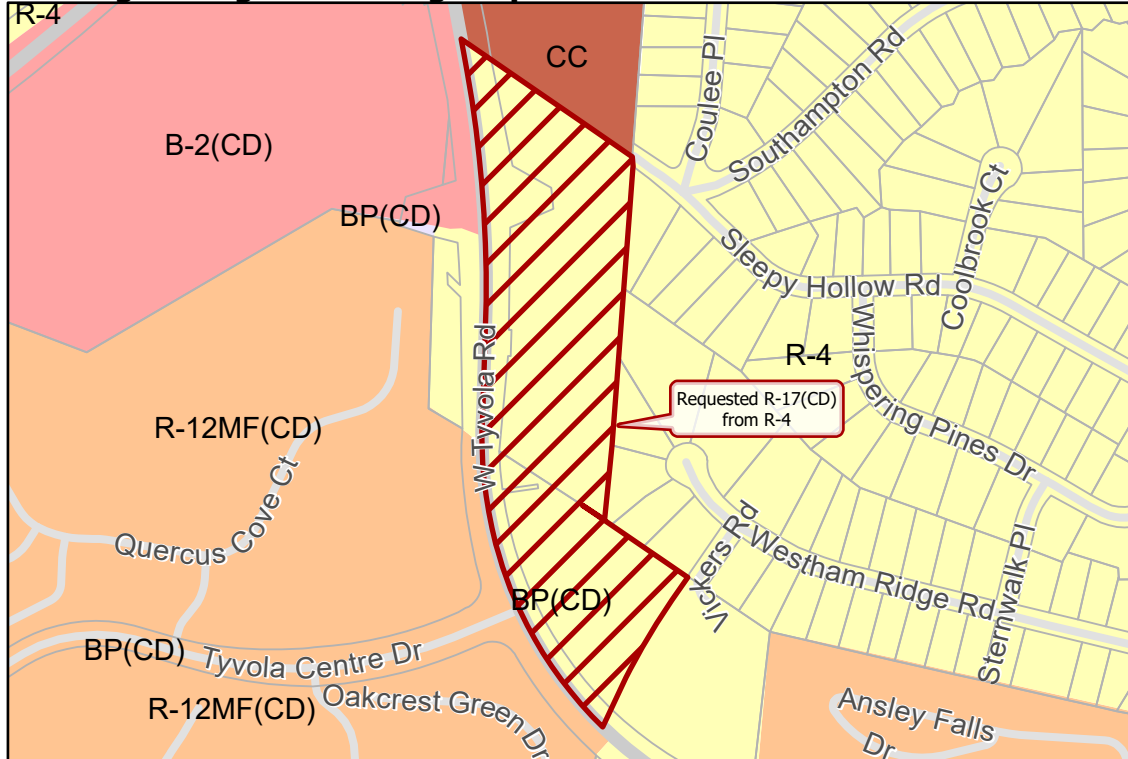 R-4
CC
B-2(CD)
BP(CD)
Coulee Pl
Southampton Rd
Coolbrook Ct
Sleepy Hollow Rd
Whispering Pines Dr
R-4
W Tyvola Rd
Requested R-17(CD)
from R-4
R-12MF(CD)
Quercus Cove Ct
Vickers Rd
Westham Ridge Rd
Sternwalk Pl
BP(CD)
BP(CD)
Tyvola Centre Dr
R-12MF(CD)
Oakcrest Green Dr
Ansley Falls
Dr